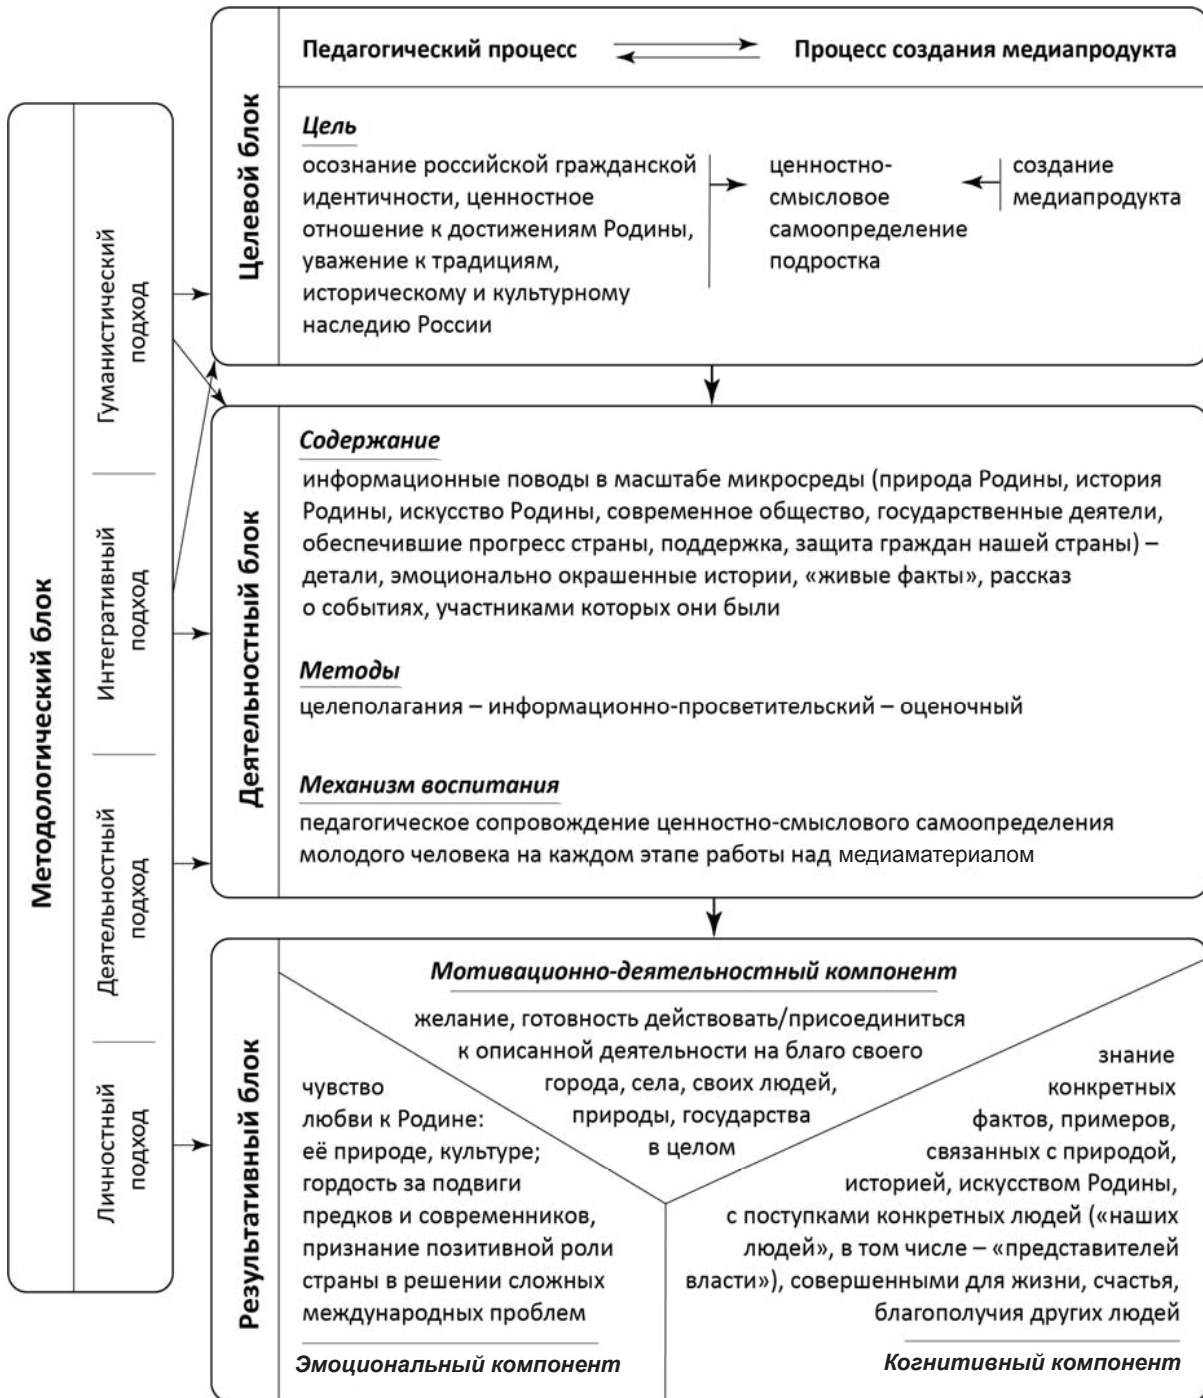 Методологический блок
Гуманистический
подход
Интегративный
подход
Деятельностный
подход
Личностный
подход
Целевой блок
Педагогический процесс
Процесс создания медиапродукта
Цель
осознание российской гражданской
идентичности, ценностное
отношение к достижениям Родины,
уважение к традициям,
историческому и культурному
наследию России
ценностно-
смысловое
самоопределение
подростка
создание
медиапродукта
Деятельностный блок
Содержание
информационные поводы в масштабе микросреды (природа Родины, история
Родины, искусство Родины, современное общество, государственные деятели,
обеспечившие прогресс страны, поддержка, защита граждан нашей страны) –
детали, эмоционально окрашенные истории, «живые факты», рассказ
о событиях, участниками которых они были
Методы
целеполагания – информационно-просветительский – оценочный
Механизм воспитания
педагогическое сопровождение ценностно-смыслового самоопределения
молодого человека на каждом этапе работы над медиаматериалом
Результативный блок
Мотивационно-деятельностный компонент
желание, готовность действовать/присоединиться
к описанной деятельности на благо своего
города, села, своих людей,
природы, государства
в целом
чувство
любви к Родине:
её природе, культуре;
гордость за подвиги
предков и современников,
признание позитивной роли
страны в решении сложных
международных проблем
Эмоциональный компонент
знание
конкретных
фактов, примеров,
связанных с природой,
историей, искусством Родины,
с поступками конкретных людей («наших
людей», в том числе – «представителей
власти»), совершенными для жизни, счастья,
благополучия других людей
Когнитивный компонент